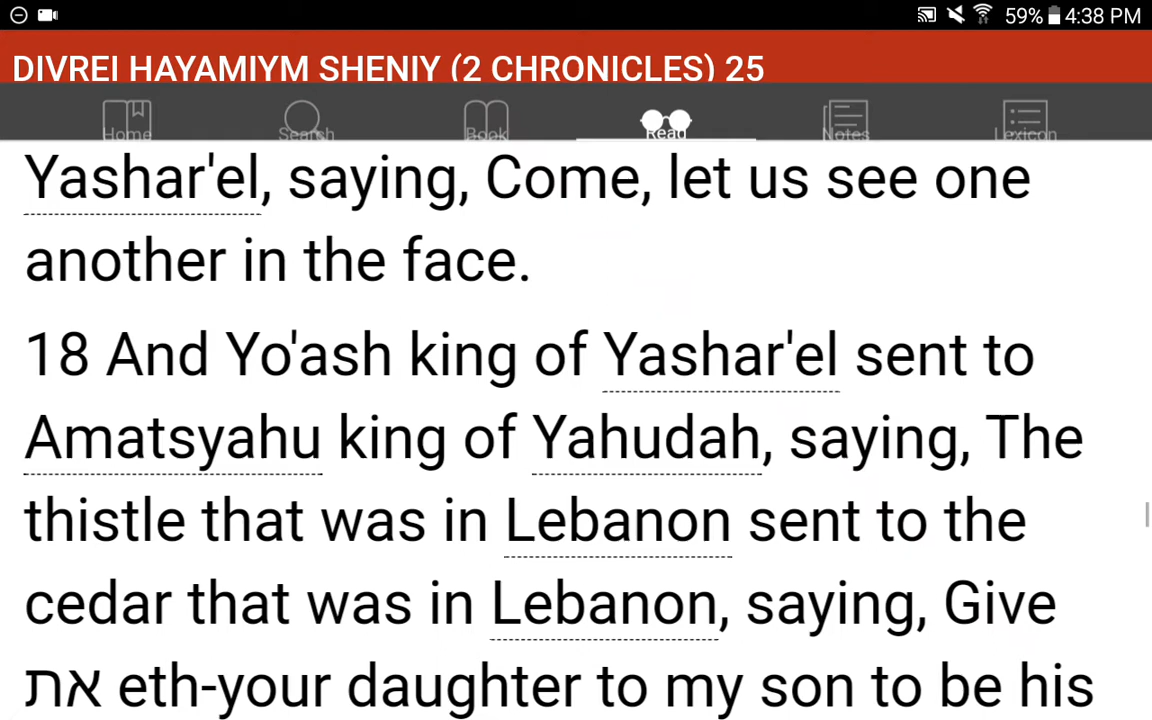 59% 4:38 PM
DIVREI HAYAMIYM SHENIY (2 CHRONICLES) 25
Home Search Book Read Notes Lexicon
Yashar'el, saying, Come, let us see one
another in the face.
18 And Yo'ash king of Yashar'el sent to
Amatsyahu king of Yahudah, saying, The
thistle that was in Lebanon sent to the
cedar that was in Lebanon, saying, Give
את eth-your daughter to my son to be his